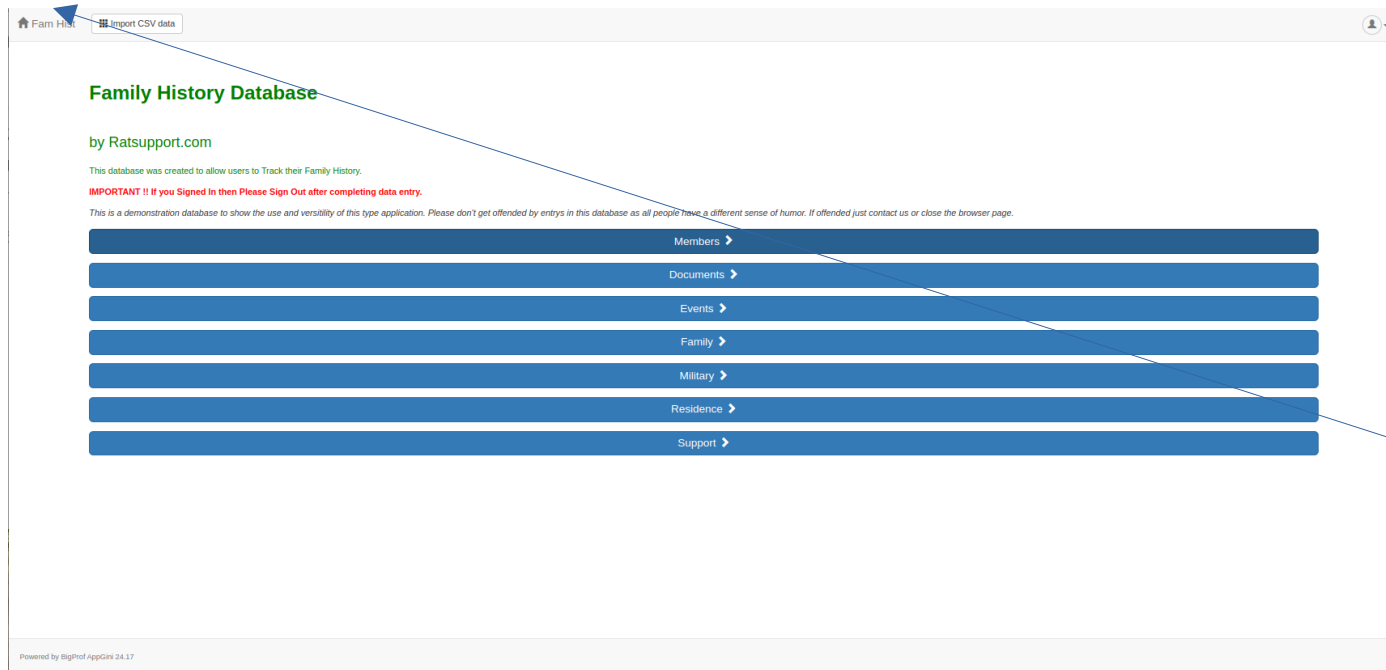 Fam Hist Import CSV data
Family History Database
by Ratsupport.com
This database was created to allow users to Track their Family History.
IMPORTANT !! If you Signed In then Please Sign Out after completing data entry.
This is a demonstration database to show the use and versitility of this type application. Please don't get offended by entrys in this database as all people have a different sense of humor. If offended just contact us or close the browser page.
Members
Documents
Events
Family
Military
Residence
Support
Powered by BigProf AppGini 24.17